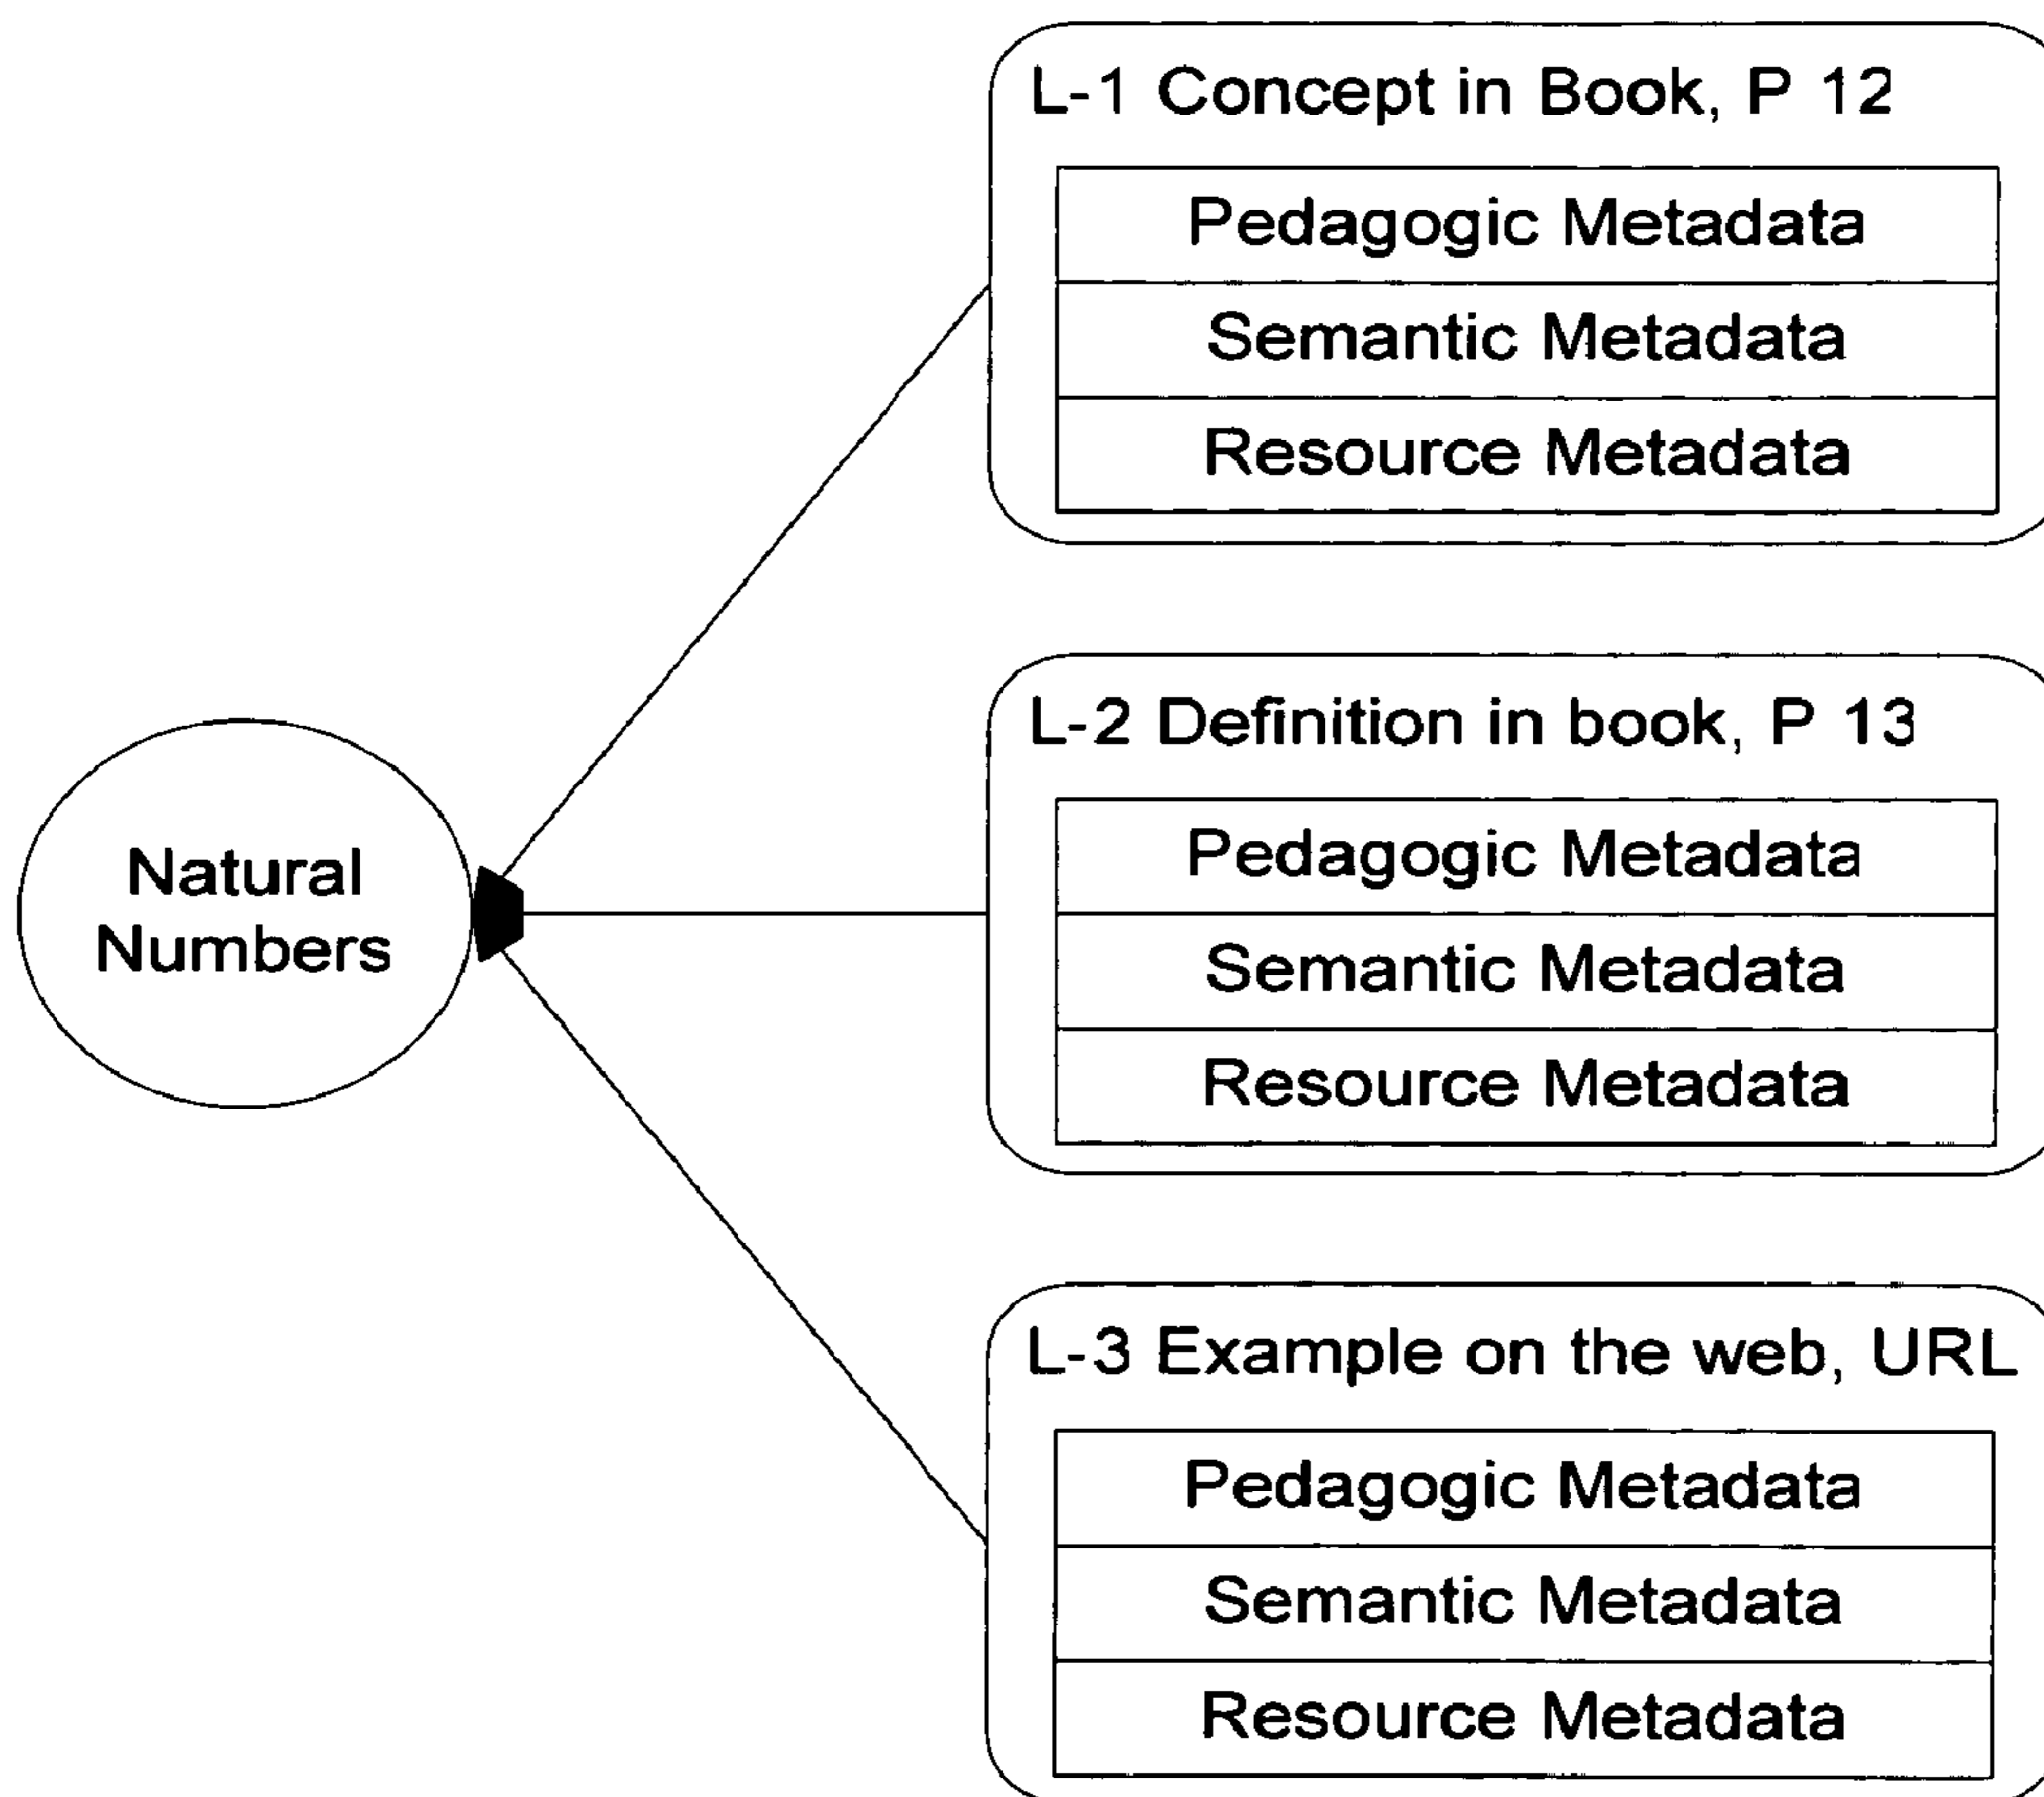 L-1 Concept in Book, P 12
Pedagogic Metadata
Semantic Metadata
Resource Metadata
Natural
Numbers
L-2 Definition in book, P 13
Pedagogic Metadata
Semantic Metadata
Resource Metadata
L-3 Example on the web, URL
Pedagogic Metadata
Semantic Metadata
Resource Metadata